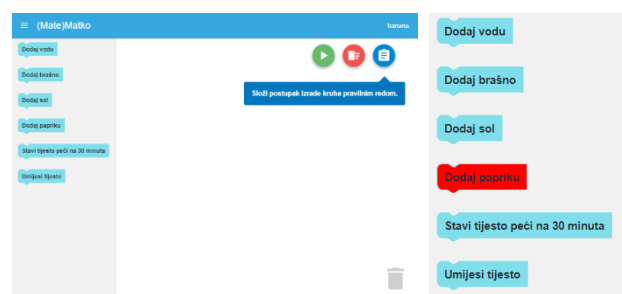 (Mate)Matko
banana
Dodaj vodu
Dodaj brašno
Dodaj sol
Dodaj papriku
Stavi tijesto peći na 30 minuta
Umijesi tijesto
Složi postupak izrade kruha pravilnim redom.
Dodaj vodu
Dodaj brašno
Dodaj sol
Dodaj papriku
Stavi tijesto peći na 30 minuta
Umijesi tijesto